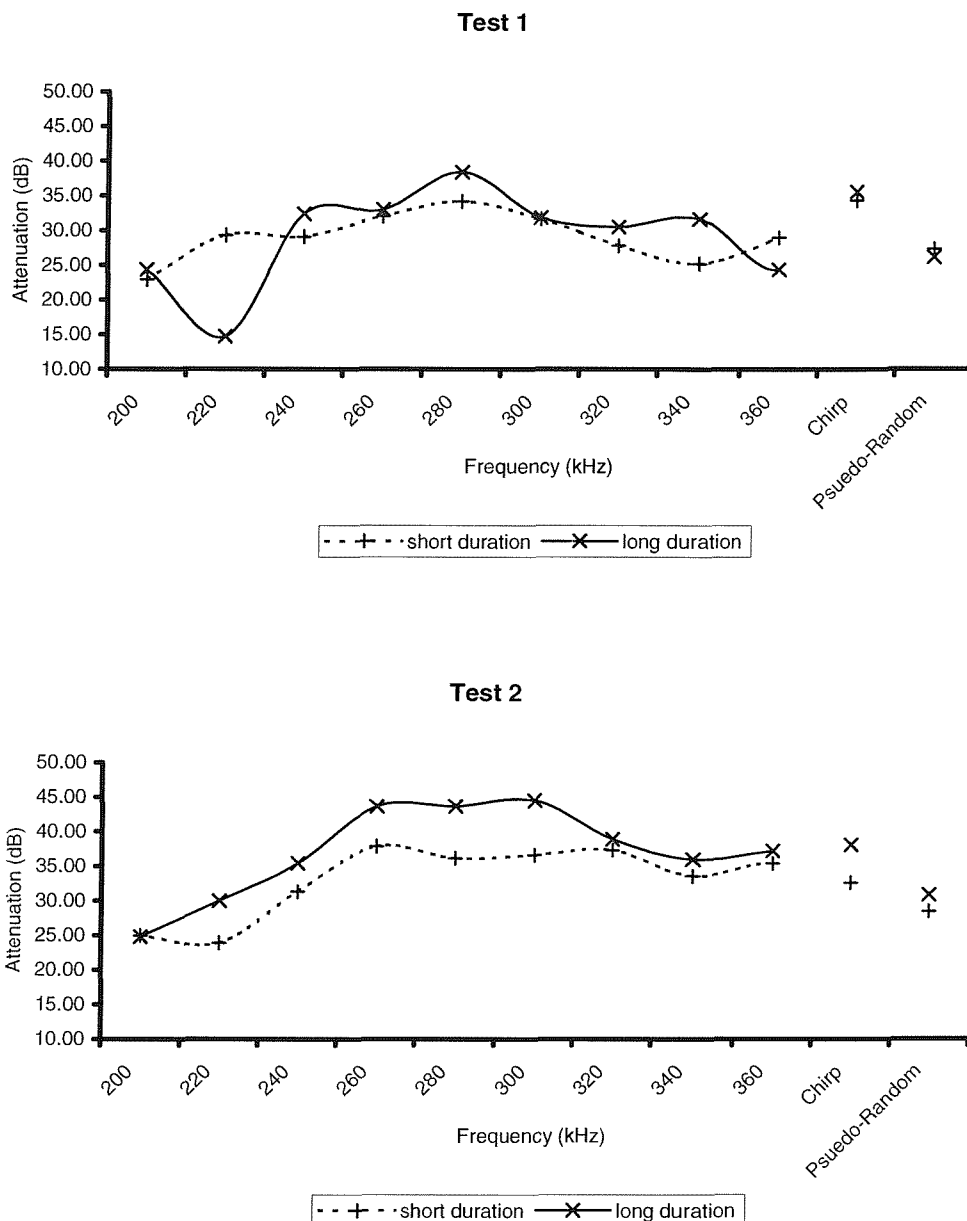 Test 1
50.00
45.00
40.00
35.00
30.00
25.00
20.00
15.00
10.00
Attenuation (dB)
200 220 240 260 280 310 320 340 360 Chirp Psuedo-Random
Frequency (kHz)
short duration long duration
Test 2
50.00
45.00
40.00
35.00
30.00
25.00
20.00
15.00
10.00
Attenuation (dB)
200 220 240 260 280 310 320 340 360 Chirp Psuedo-Random
Frequency (kHz)
short duration long duration